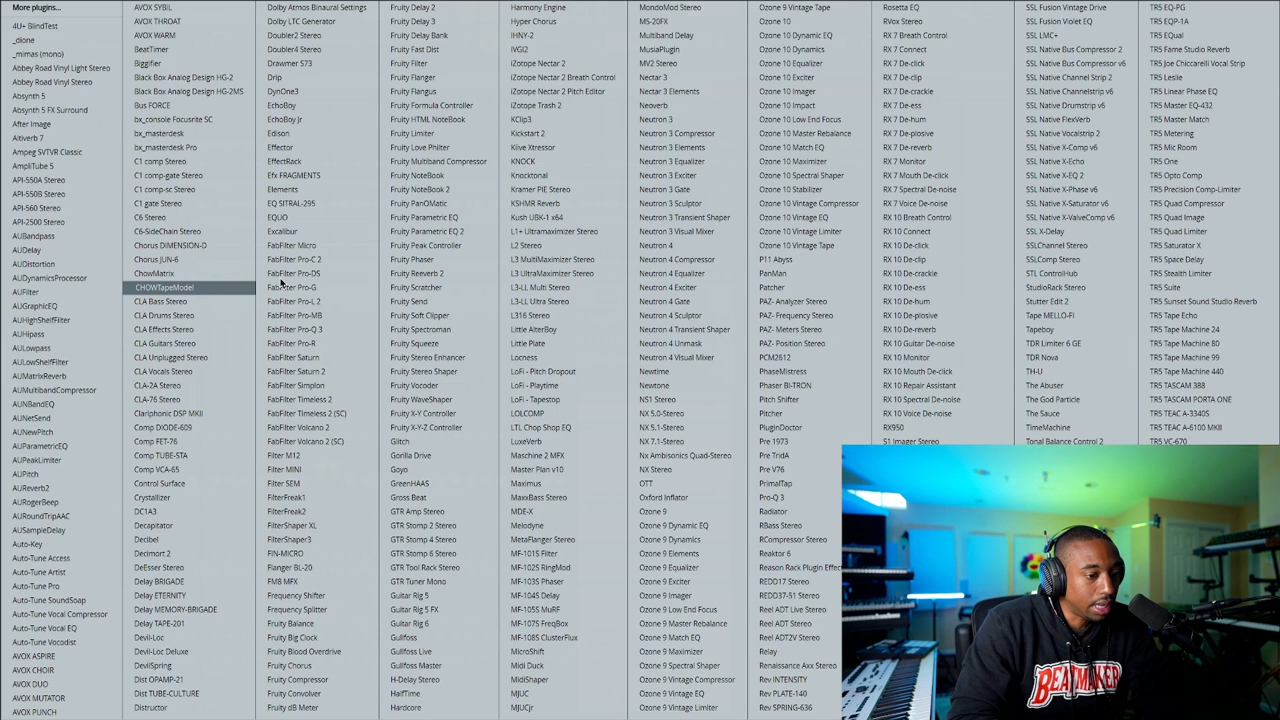 More plugins...
4U+ BlindTest
_dione
_mimas (mono)
Abbey Road Vinyl Light Stereo
Abbey Road Vinyl Stereo
Absynth 5
Absynth 5 FX Surround
After Image
Altiverb 7
Ampeg SVTVR Classic
AmpliTube 5
API-550A Stereo
API-550B Stereo
API-560 Stereo
API-2500 Stereo
AUBandpass
AUDelay
AUDistortion
AUDynamicsProcessor
AUFilter
AUGraphicEQ
AUHighShelfFilter
AUHipass
AULowpass
AULowShelfFilter
AUMatrixReverb
AUMultibandCompressor
AUNBandEQ
AUNetSend
AUNewPitch
AUParametricEQ
AUPeakLimiter
AUPitch
AUReverb2
AURogerBeep
AURoundTripAAC
AUSampleDelay
Auto-Key
Auto-Tune Access
Auto-Tune Artist
Auto-Tune Pro
Auto-Tune SoundSoap
Auto-Tune Vocal Compressor
Auto-Tune Vocal EQ
Auto-Tune Vocodist
AVOX ASPIRE
AVOX CHOIR
AVOX DUO
AVOX MUTATOR
AVOX PUNCH
AVOX SYBIL
AVOX THROAT
AVOX WARM
BeatTimer
Biggifier
Black Box Analog Design HG-2
Black Box Analog Design HG-2MS
Bus FORCE
bx_console Focusrite SC
bx_masterdesk
bx_masterdesk Pro
C1 comp Stereo
C1 comp-gate Stereo
C1 comp-sc Stereo
C1 gate Stereo
C6 Stereo
C6-SideChain Stereo
Chorus DIMENSION-D
Chorus JUN-6
ChowMatrix
CHOWTapeModel
CLA Bass Stereo
CLA Drums Stereo
CLA Effects Stereo
CLA Guitars Stereo
CLA Unplugged Stereo
CLA Vocals Stereo
CLA-2A Stereo
CLA-76 Stereo
Clariphonic DSP MKII
Comp DIODE-609
Comp FET-76
Comp TUBE-STA
Comp VCA-65
Control Surface
Crystallizer
DC1A3
Decapitator
Decibel
Decimort 2
DeEsser Stereo
Delay BRIGADE
Delay ETERNITY
Delay MEMORY-BRIGADE
Delay TAPE-201
Devil-Loc
Devil-Loc Deluxe
DevilSpring
Dist OPAMP-21
Dist TUBE-CULTURE
Distructor
Dolby Atmos Binaural Settings
Dolby LTC Generator
Doubler2 Stereo
Doubler4 Stereo
Drawmer S73
Drip
DynOne3
EchoBoy
EchoBoy Jr
Edison
Effector
EffectRack
Efx FRAGMENTS
Elements
EQ SITRAL-295
EQUO
Excalibur
FabFilter Micro
FabFilter Pro-C 2
FabFilter Pro-DS
FabFilter Pro-G
FabFilter Pro-L 2
FabFilter Pro-MB
FabFilter Pro-Q 3
FabFilter Pro-R
FabFilter Saturn
FabFilter Saturn 2
FabFilter Simplon
FabFilter Timeless 2
FabFilter Timeless 2 (SC)
FabFilter Volcano 2
FabFilter Volcano 2 (SC)
Filter M12
Filter MINI
Filter SEM
FilterFreak1
FilterFreak2
FilterShaper XL
FilterShaper3
FIN-MICRO
Flanger BL-20
FM8 MFX
Frequency Shifter
Frequency Splitter
Fruity Balance
Fruity Big Clock
Fruity Blood Overdrive
Fruity Chorus
Fruity Compressor
Fruity Convolver
Fruity dB Meter
Fruity Delay 2
Fruity Delay 3
Fruity Delay Bank
Fruity Fast Dist
Fruity Filter
Fruity Flanger
Fruity Flangus
Fruity Formula Controller
Fruity HTML NoteBook
Fruity Limiter
Fruity Love Philter
Fruity Multiband Compressor
Fruity NoteBook
Fruity NoteBook 2
Fruity PanOMatic
Fruity Parametric EQ
Fruity Parametric EQ 2
Fruity Peak Controller
Fruity Phaser
Fruity Reeverb 2
Fruity Scratcher
Fruity Send
Fruity Soft Clipper
Fruity Spectroman
Fruity Squeeze
Fruity Stereo Enhancer
Fruity Stereo Shaper
Fruity Vocoder
Fruity WaveShaper
Fruity X-Y Controller
Fruity X-Y-Z Controller
Glitch
Gorilla Drive
Goyo
GreenHAAS
Gross Beat
GTR Amp Stereo
GTR Stomp 2 Stereo
GTR Stomp 4 Stereo
GTR Stomp 6 Stereo
GTR Tool Rack Stereo
GTR Tuner Mono
Guitar Rig 5
Guitar Rig 5 FX
Guitar Rig 6
Gullfoss
Gullfoss Live
Gullfoss Master
H-Delay Stereo
HalfTime
Hardcore
Harmony Engine
Hyper Chorus
IHNY-2
IVGI2
iZotope Nectar 2
iZotope Nectar 2 Breath Control
iZotope Nectar 2 Pitch Editor
iZotope Trash 2
KClip3
Kickstart 2
Kiive Xtressor
KNOCK
Knocktonal
Kramer PIE Stereo
KSHMR Reverb
Kush UBK-1 x64
L1+ Ultramaximizer Stereo
L2 Stereo
L3 MultiMaximizer Stereo
L3 UltraMaximizer Stereo
L3-LL Multi Stereo
L3-LL Ultra Stereo
L316 Stereo
Little AlterBoy
Little Plate
Locness
LoFi - Pitch Dropout
LoFi - Playtime
LoFi - Tapestop
LOLCOMP
LTL Chop Shop EQ
LuxeVerb
Maschine 2 MFX
Master Plan v10
Maximus
MaxxBass Stereo
MDE-X
Melodyne
MetaFlanger Stereo
MF-101S Filter
MF-102S RingMod
MF-103S Phaser
MF-104S Delay
MF-105S MuRF
MF-107S FreqBox
MF-108S ClusterFlux
MicroShift
Midi Duck
MidiShaper
MJUC
MJUCjr
MondoMod Stereo
MS-20FX
Multiband Delay
MusiaPlugin
MV2 Stereo
Nectar 3
Nectar 3 Elements
Neoverb
Neutron 3
Neutron 3 Compressor
Neutron 3 Elements
Neutron 3 Equalizer
Neutron 3 Exciter
Neutron 3 Gate
Neutron 3 Sculptor
Neutron 3 Transient Shaper
Neutron 3 Visual Mixer
Neutron 4
Neutron 4 Compressor
Neutron 4 Equalizer
Neutron 4 Exciter
Neutron 4 Gate
Neutron 4 Sculptor
Neutron 4 Transient Shaper
Neutron 4 Unmask
Neutron 4 Visual Mixer
Newtime
Newtone
NS1 Stereo
NX 5.0-Stereo
NX 5.1-Stereo
NX 7.1-Stereo
Nx Ambisonics Quad-Stereo
NX Stereo
OTT
Oxford Inflator
Ozone 9
Ozone 9 Dynamic EQ
Ozone 9 Dynamics
Ozone 9 Elements
Ozone 9 Equalizer
Ozone 9 Exciter
Ozone 9 Imager
Ozone 9 Low End Focus
Ozone 9 Master Rebalance
Ozone 9 Match EQ
Ozone 9 Maximizer
Ozone 9 Spectral Shaper
Ozone 9 Vintage Compressor
Ozone 9 Vintage EQ
Ozone 9 Vintage Limiter
Ozone 9 Vintage Tape
Ozone 10
Ozone 10 Dynamic EQ
Ozone 10 Dynamics
Ozone 10 Equalizer
Ozone 10 Exciter
Ozone 10 Imager
Ozone 10 Impact
Ozone 10 Low End Focus
Ozone 10 Master Rebalance
Ozone 10 Match EQ
Ozone 10 Maximizer
Ozone 10 Spectral Shaper
Ozone 10 Stabilizer
Ozone 10 Vintage Compressor
Ozone 10 Vintage EQ
Ozone 10 Vintage Limiter
Ozone 10 Vintage Tape
P11 Abyss
PanMan
Patcher
PAZ- Analyzer Stereo
PAZ- Frequency Stereo
PAZ- Meters Stereo
PAZ- Position Stereo
PCM2612
PhaseMistress
Phaser BI-TRON
Pitch Shifter
Pitcher
PluginDoctor
Pre 1973
Pre TridA
Pre V76
PrimalTap
Pro-Q 3
Radiator
RBass Stereo
RCompressor Stereo
Reaktor 6
Reason Rack Plugin Effec
REDD17 Stereo
REDD37-51 Stereo
Reel ADT Live Stereo
Reel ADT Stereo
Reel ADT2V Stereo
Relay
Renaissance Axx Stereo
Rev INTENSITY
Rev PLATE-140
Rev SPRING-636
Rosetta EQ
RVox Stereo
RX 7 Breath Control
RX 7 Connect
RX 7 De-click
RX 7 De-clip
RX 7 De-crackle
RX 7 De-ess
RX 7 De-hum
RX 7 De-plosive
RX 7 De-reverb
RX 7 Monitor
RX 7 Mouth De-click
RX 7 Spectral De-noise
RX 7 Voice De-noise
RX 10 Breath Control
RX 10 Connect
RX 10 De-click
RX 10 De-clip
RX 10 De-crackle
RX 10 De-ess
RX 10 De-hum
RX 10 De-plosive
RX 10 De-reverb
RX 10 Guitar De-noise
RX 10 Monitor
RX 10 Mouth De-click
RX 10 Repair Assistant
RX 10 Spectral De-noise
RX 10 Voice De-noise
RX950
S1 Imager Stereo
SSL Fusion Vintage Drive
SSL Fusion Violet EQ
SSL LMC+
SSL Native Bus Compressor 2
SSL Native Bus Compressor v6
SSL Native Channel Strip 2
SSL Native Channelstrip v6
SSL Native Drumstrip v6
SSL Native FlexVerb
SSL Native Vocalstrip 2
SSL Native X-Comp v6
SSL Native X-Echo
SSL Native X-EQ 2
SSL Native X-Phase v6
SSL Native X-Saturator v6
SSL Native X-ValveComp v6
SSL X-Delay
SSLChannel Stereo
SSLComp Stereo
STL ControlHub
StudioRack Stereo
Stutter Edit 2
Tape MELLO-FI
Tapeboy
TDR Limiter 6 GE
TDR Nova
TH-U
The Abuser
The God Particle
The Sauce
TimeMachine
Tonal Balance Control 2
TR5 EQ-PG
TR5 EQP-1A
TR5 EQual
TR5 Fame Studio Reverb
TR5 Joe Chiccarelli Vocal Strip
TR5 Leslie
TR5 Linear Phase EQ
TR5 Master EQ-432
TR5 Master Match
TR5 Metering
TR5 Mic Room
TR5 One
TR5 Opto Comp
TR5 Precision Comp-Limiter
TR5 Quad Compressor
TR5 Quad Image
TR5 Quad Limiter
TR5 Saturator X
TR5 Space Delay
TR5 Stealth Limiter
TR5 Suite
TR5 Sunset Sound Studio Reverb
TR5 Tape Echo
TR5 Tape Machine 24
TR5 Tape Machine 80
TR5 Tape Machine 99
TR5 Tape Machine 440
TR5 TASCAM 388
TR5 TASCAM PORTA ONE
TR5 TEAC A-3340S
TR5 TEAC A-6100 MKII
TR5 VC-670
BEATMAKER